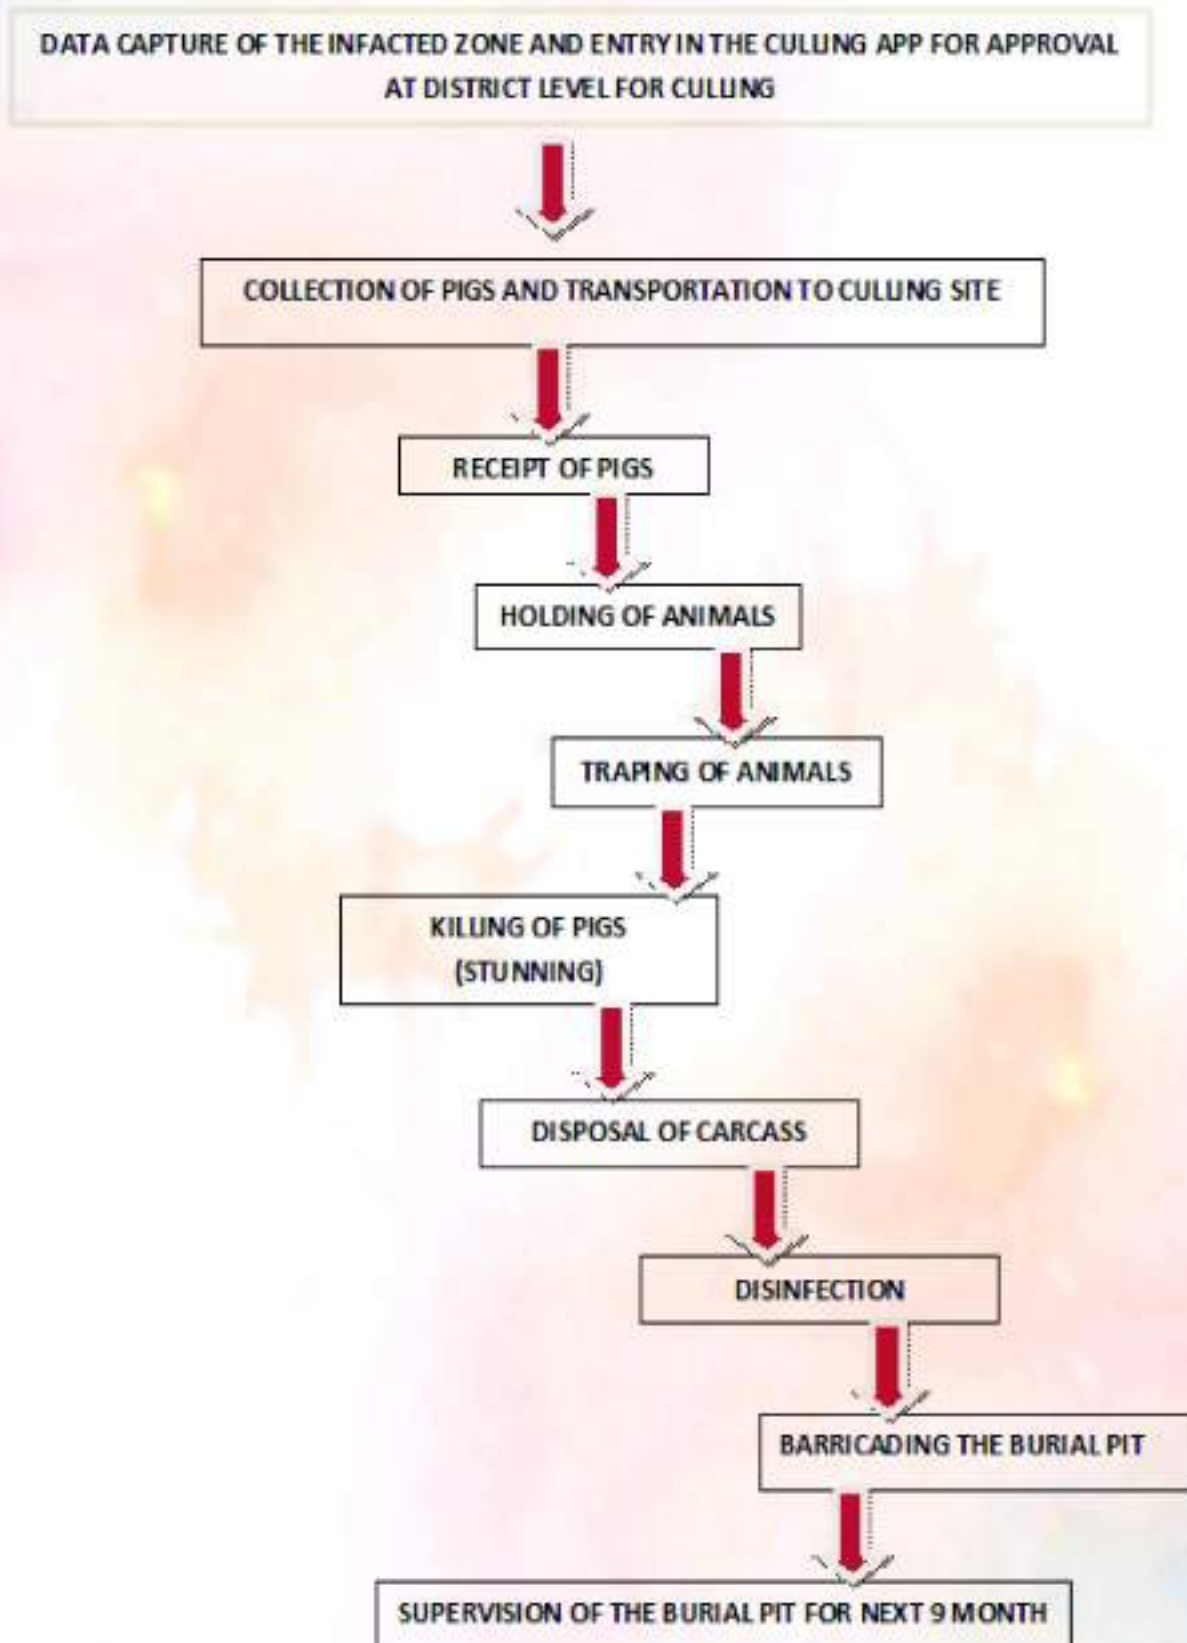 DATA CAPTURE OF THE INFACTED ZONE AND ENTRY IN THE CULLING APP FOR APPROVAL
AT DISTRICT LEVEL FOR CULLING
COLLECTION OF PIGS AND TRANSPORTATION TO CULLING SITE
RECEIPT OF PIGS
HOLDING OF ANIMALS
TRAPING OF ANIMALS
KILLING OF PIGS
(STUNNING)
DISPOSAL OF CARCASS
DISINFECTION
BARRICADING THE BURIAL PIT
SUPERVISION OF THE BURIAL PIT FOR NEXT 9 MONTH